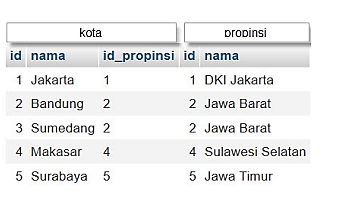 kota propinsi
id nama id_propinsi id nama
1 Jakarta 1 1 DKI Jakarta
2 Bandung 2 2 Jawa Barat
3 Sumedang 2 2 Jawa Barat
4 Makasar 4 4 Sulawesi Selatan
5 Surabaya 5 5 Jawa Timur